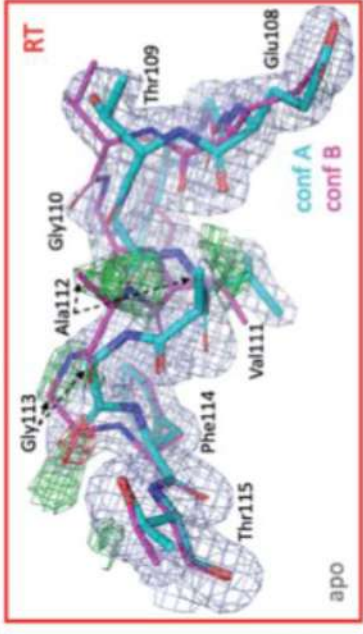 RT
Thr109
Glu108
Gly110
conf A
conf B
Ala112
Val111
Gly113
Phe114
Thr115
apo